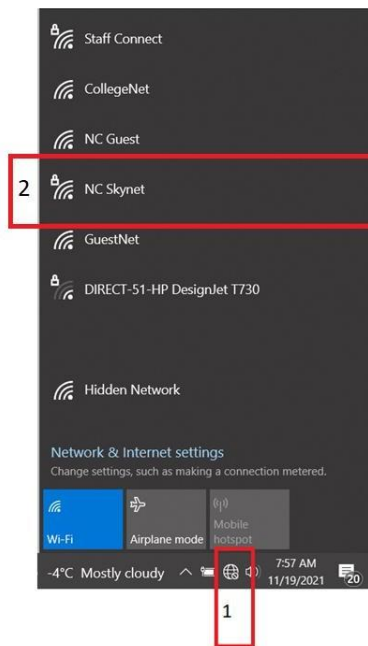 Staff Connect
CollegeNet
NC Guest
2
NC Skynet
GuestNet
DIRECT-51-HP DesignJet T730
Hidden Network
Network & Internet settings
Change settings, such as making a connection metered.
Wi-Fi
Airplane mode
Mobile
hotspot
-4°C Mostly cloudy
7:57 AM
11/19/2021
20
1